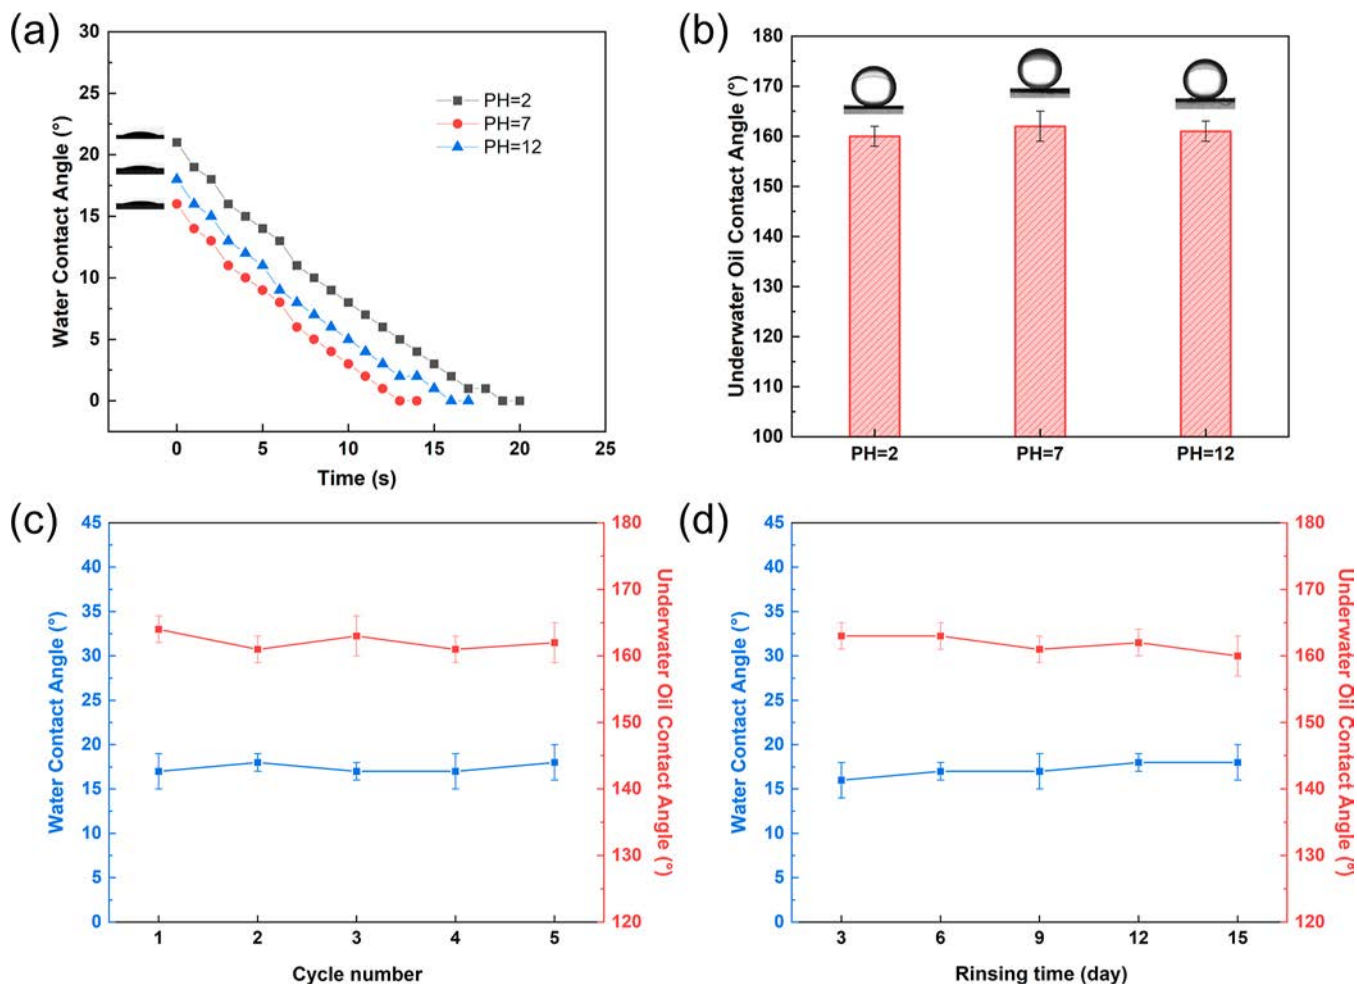 (a)
30
25
20
15
10
5
0
Water Contact Angle (°)
PH=2
PH=7
PH=12
0 5 10 15 20 25
Time (s)
(b)
180
170
160
150
140
130
120
110
100
Underwater Oil Contact Angle (°)
PH=2 PH=7 PH=12
(c)
45
40
35
30
25
20
15
10
5
0
Water Contact Angle (°)
180
170
160
150
140
130
120
Underwater Oil Contact Angle (°)
1 2 3 4 5
Cycle number
(d)
45
40
35
30
25
20
15
10
5
0
Water Contact Angle (°)
180
170
160
150
140
130
120
Underwater Oil Contact Angle (°)
3 6 9 12 15
Rinsing time (day)